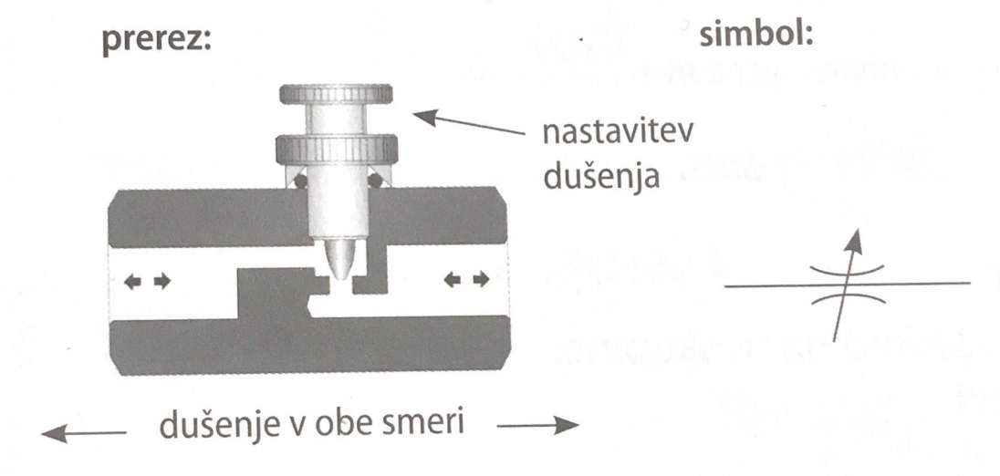 prerez:
simbol:
nastavitev
dušenja
dušenje v obe smeri